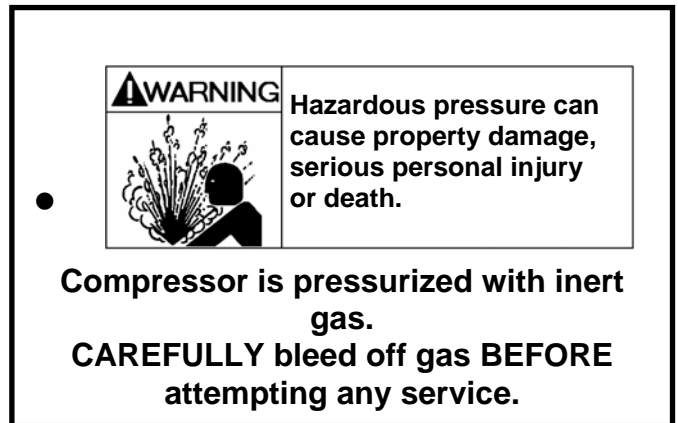 WARNING
Hazardous pressure can
cause property damage,
serious personal injury
or death.
•
Compressor is pressurized with inert
gas.
CAREFULLY bleed off gas BEFORE
attempting any service.